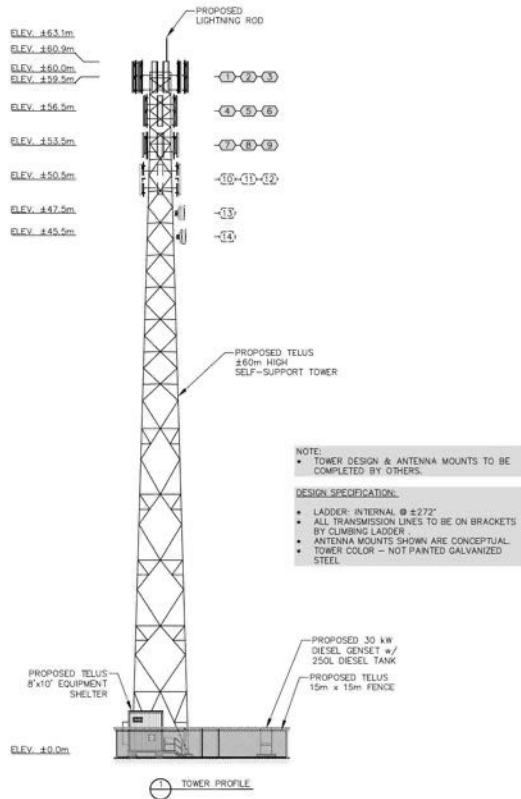 PROPOSED
LIGHTNING ROD
ELEV. ±63.1m
ELEV. ±60.9m
ELEV. ±60.0m
ELEV. ±59.5m
1 2 3
ELEV. ±56.5m
4 5 6
ELEV. ±53.5m
7 8 9
ELEV. ±50.5m
10 11 12
ELEV. ±47.5m
13
ELEV. ±45.5m
14
PROPOSED TELUS
±60m HIGH
SELF-SUPPORT TOWER
NOTE:
• TOWER DESIGN & ANTENNA MOUNTS TO BE
COMPLETED BY OTHERS.
DESIGN SPECIFICATION:
• LADDER: INTERNAL @ ±272°
• ALL TRANSMISSION LINES TO BE ON BRACKETS
BY CLIMBING LADDER .
• ANTENNA MOUNTS SHOWN ARE CONCEPTUAL.
• TOWER COLOR – NOT PAINTED GALVANIZED
STEEL
PROPOSED 30 kW
DIESEL GENSET w/
250L DIESEL TANK
PROPOSED TELUS
15m x 15m FENCE
PROPOSED TELUS
8'x10' EQUIPMENT
SHELTER
ELEV. ±0.0m
1 TOWER PROFILE